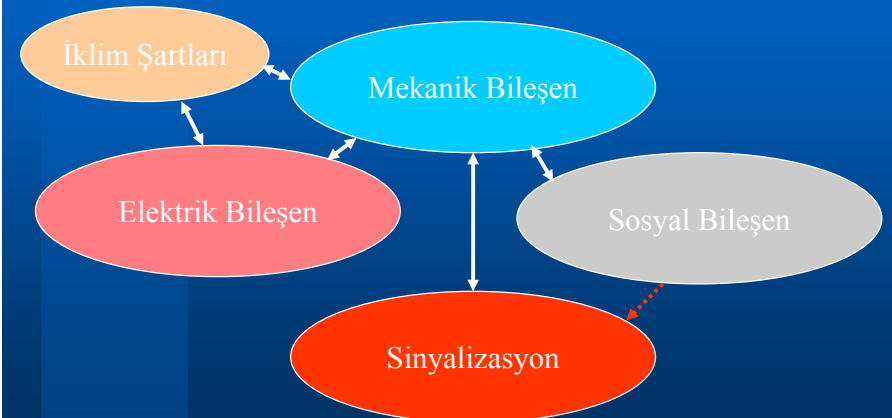 İklim Şartları
Mekanik Bileşen
Elektrik Bileşen
Sosyal Bileşen
Sinyalizasyon